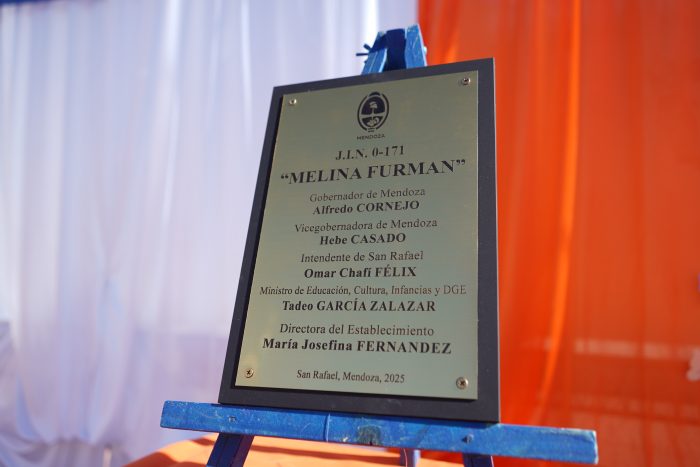 MENDOZA
J.I.N. 0-171
“MELINA FURMAN”
Gobernador de Mendoza
Alfredo CORNEJO
Vicegobernadora de Mendoza
Hebe CASADO
Intendente de San Rafael
Omar Chafí FÉLIX
Ministro de Educación, Cultura, Infancias y DGE
Tadeo GARCÍA ZALAZAR
Directora del Establecimiento
María Josefina FERNANDEZ
San Rafael, Mendoza, 2025